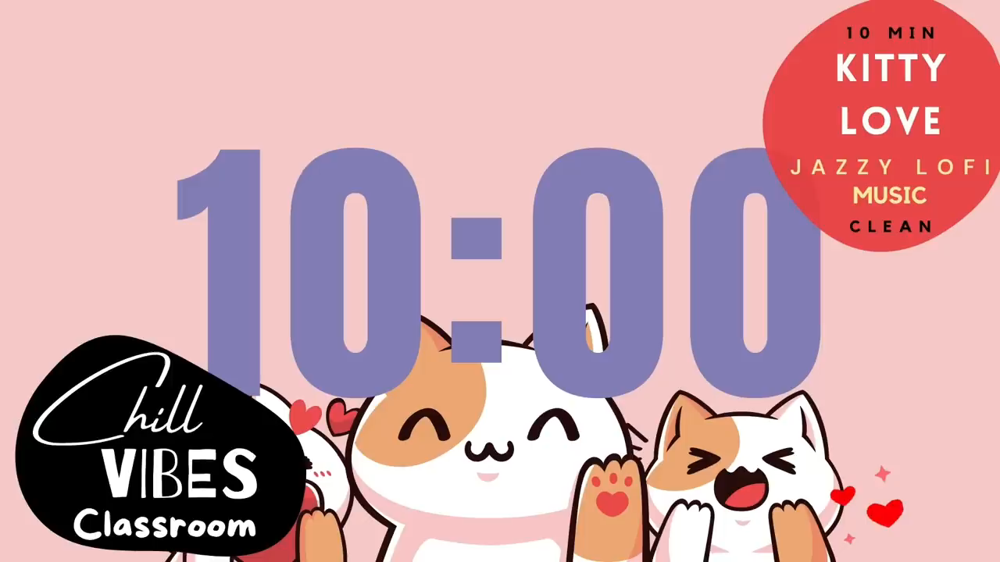 10 MIN
KITTY
LOVE
JAZZY LOFI
MUSIC
CLEAN
10:00
Chill
VIBES
Classroom